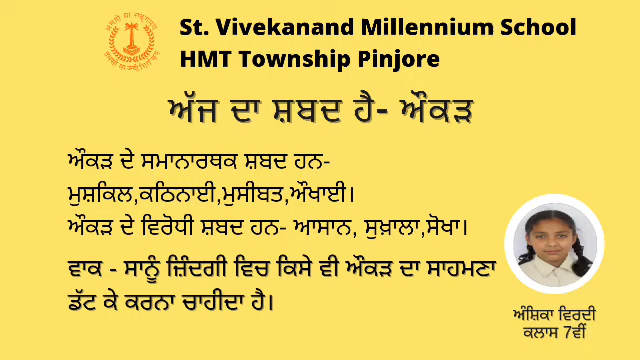 St. Vivekanand Millennium School
HMT Township Pinjore
ਅੱਜ ਦਾ ਸ਼ਬਦ ਹੈ- ਔਕੜ
ਔਕੜ ਦੇ ਸਮਾਨਾਰਥਕ ਸ਼ਬਦ ਹਨ-
ਮੁਸ਼ਕਿਲ,ਕਠਿਨਾਈ,ਮੁਸੀਬਤ,ਔਖਾਈ।
ਔਕੜ ਦੇ ਵਿਰੋਧੀ ਸ਼ਬਦ ਹਨ- ਆਸਾਨ, ਸੁਖ਼ਾਲਾ,ਸੋਖਾ।
ਵਾਕ - ਸਾਨੂੰ ਜ਼ਿੰਦਗੀ ਵਿਚ ਕਿਸੇ ਵੀ ਔਕੜ ਦਾ ਸਾਹਮਣਾ
ਡੱਟ ਕੇ ਕਰਨਾ ਚਾਹੀਦਾ ਹੈ।
ਅੰਸ਼ਿਕਾ ਵਿਰਦੀ
ਕਲਾਸ 7ਵੀਂ